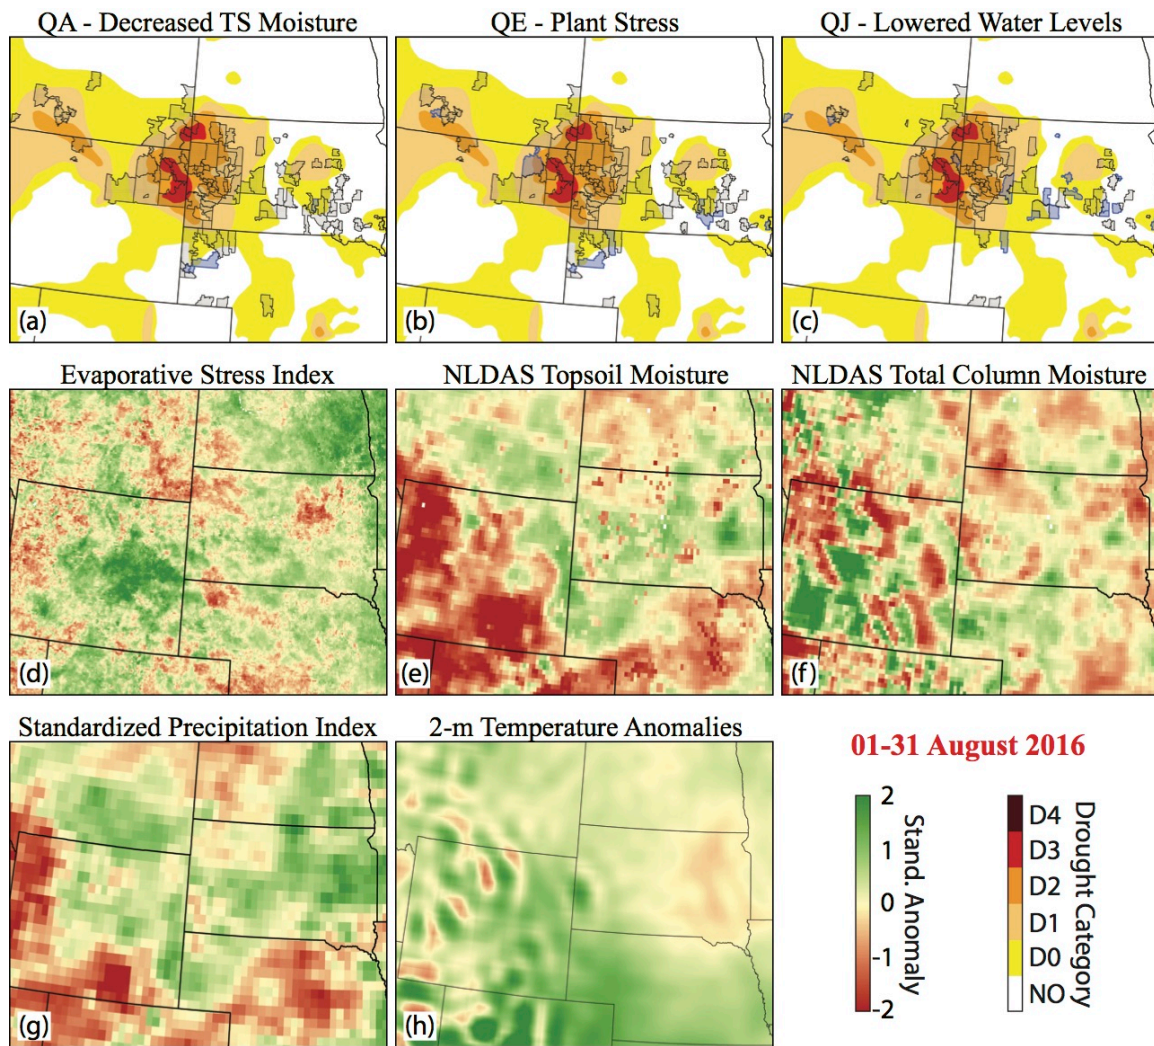 QA - Decreased TS Moisture
QE - Plant Stress
QJ - Lowered Water Levels
(a)
(b)
(c)
Evaporative Stress Index
NLDAS Topsoil Moisture
NLDAS Total Column Moisture
(d)
(e)
(f)
Standardized Precipitation Index
2-m Temperature Anomalies
(g)
(h)
01-31 August 2016
2
1
0
-1
-2
Stand. Anomaly
D4
D3
D2
D1
D0
NO
Drought Category